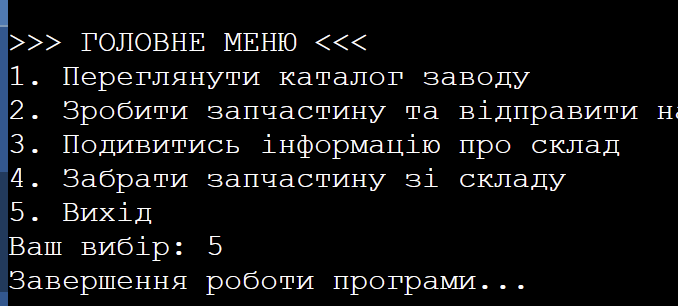 >>> ГОЛОВНЕ МЕНЮ <<<
1. Переглянути каталог заводу
2. Зробити запчастину та відправити на
3. Подивитись інформацію про склад
4. Забрати запчастину зі складу
5. Вихід
Ваш вибір: 5
Завершення роботи програми...